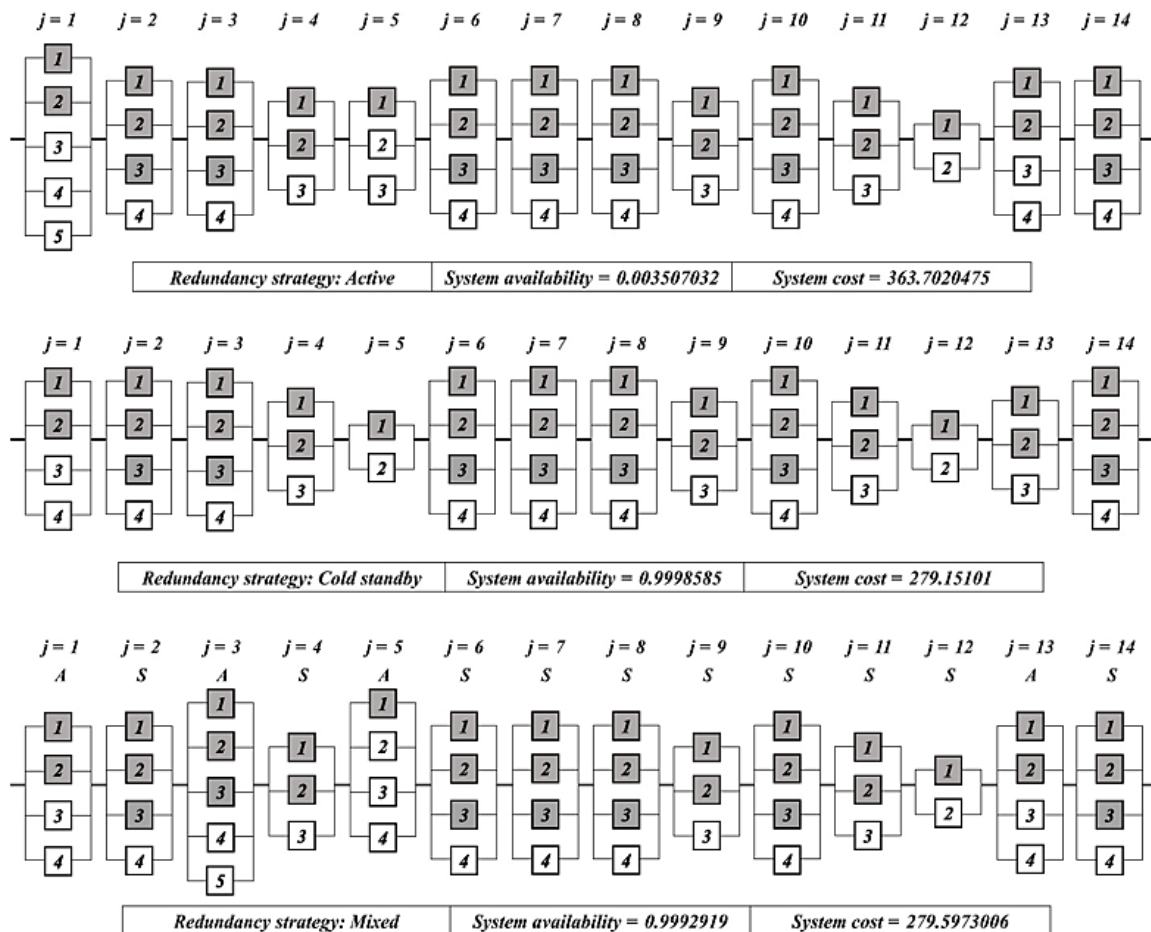 j = 1 j = 2 j = 3 j = 4 j = 5 j = 6 j = 7 j = 8 j = 9 j = 10 j = 11 j = 12 j = 13 j = 14
1 1 1 1 1 1 1 1 1 1 1 1 1 1
2 2 2 2 2 2 2 2 2 2 2 2 2 2
3 3 3 3 3 3 3 3 3 3 3 3 3
4 4 4 4 4 4 4 4 4
5
Redundancy strategy: Active System availability = 0.003507032 System cost = 363.7020475
j = 1 j = 2 j = 3 j = 4 j = 5 j = 6 j = 7 j = 8 j = 9 j = 10 j = 11 j = 12 j = 13 j = 14
1 1 1 1 1 1 1 1 1 1 1 1 1 1
2 2 2 2 2 2 2 2 2 2 2 2 2 2
3 3 3 3 3 3 3 3 3 3 3 3
4 4 4 4 4 4 4 4
Redundancy strategy: Cold standby System availability = 0.9998585 System cost = 279.15101
j = 1 j = 2 j = 3 j = 4 j = 5 j = 6 j = 7 j = 8 j = 9 j = 10 j = 11 j = 12 j = 13 j = 14
A S A S A S S S S S S S A S
1 1 1 1 1 1 1 1 1 1 1 1 1 1
2 2 2 2 2 2 2 2 2 2 2 2 2 2
3 3 3 3 3 3 3 3 3 3 3 3 3
4 4 4 4 4 4 4 4 4 4
5
Redundancy strategy: Mixed System availability = 0.9992919 System cost = 279.5973006